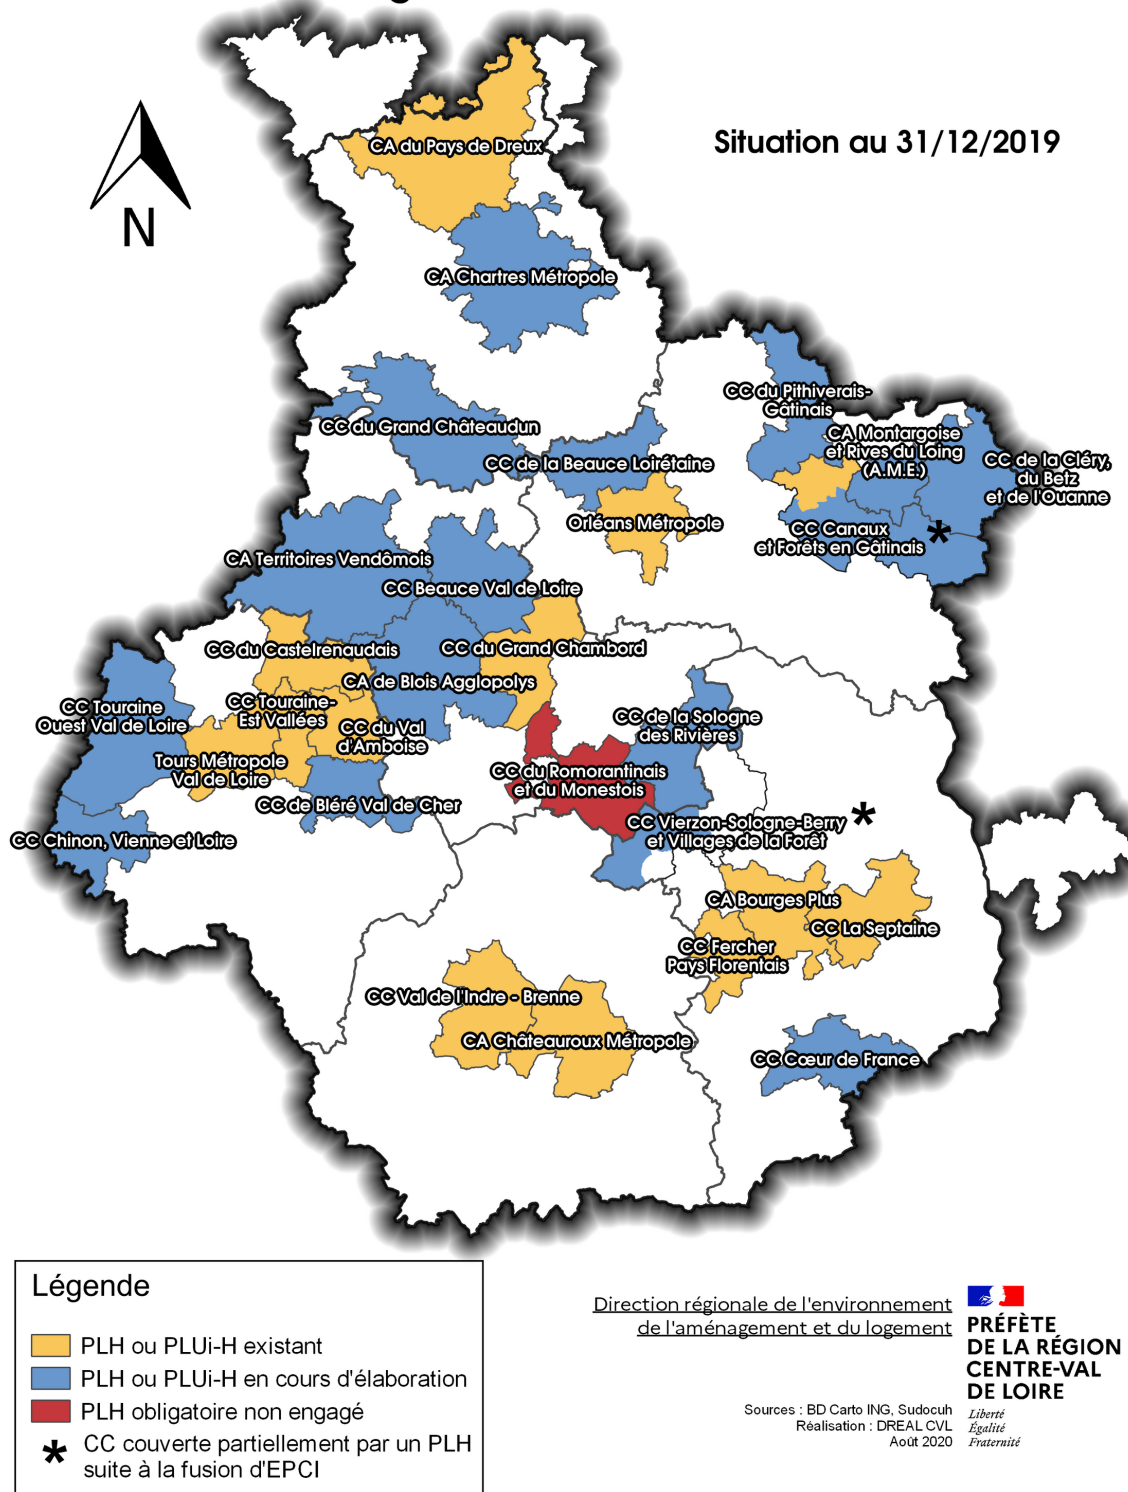 Situation au 31/12/2019
N
CA du Pays de Dreux
CA Chartres Métropole
CC du Pithiverais-
Gâtinais
CC du Grand Châteaudun
CA Montargoise
et Rives du Loing
(A.M.E.)
CC de la Beauce Loirétaine
CC de la Cléry,
du Betz
et de l'Ouanne
Orléans Métropole
CC Canaux
et Forêts en Gâtinais
*
CA Territoires Vendômois
CC Beauce Val de Loire
CC du Castelrenaudais
CC du Grand Chambord
CA de Blois Agglopolys
CC Touraine
Ouest Val de Loire
CC Touraine-
Est Vallées
CC du Val
d'Amboise
CC de la Sologne
des Rivières
Tours Métropole
Val de Loire
CC du Romorantinais
et du Monestois
CC de Bléré Val de Cher
CC Vierzon-Sologne-Berry
et Villages de la Forêt
*
CC Chinon, Vienne et Loire
CA Bourges Plus
CC La Septaine
CC Fercher
Pays Florentais
CC Val de l'Indre - Brenne
CA Châteauroux Métropole
CC Cœur de France
Légende
PLH ou PLUi-H existant
PLH ou PLUi-H en cours d'élaboration
PLH obligatoire non engagé
* CC couverte partiellement par un PLH
suite à la fusion d'EPCI
Direction régionale de l'environnement
de l'aménagement et du logement
PRÉFÈTE
DE LA RÉGION
CENTRE-VAL
DE LOIRE
Liberté
Égalité
Fraternité
Sources : BD Carto ING, Sudocuh
Réalisation : DREAL CVL
Août 2020